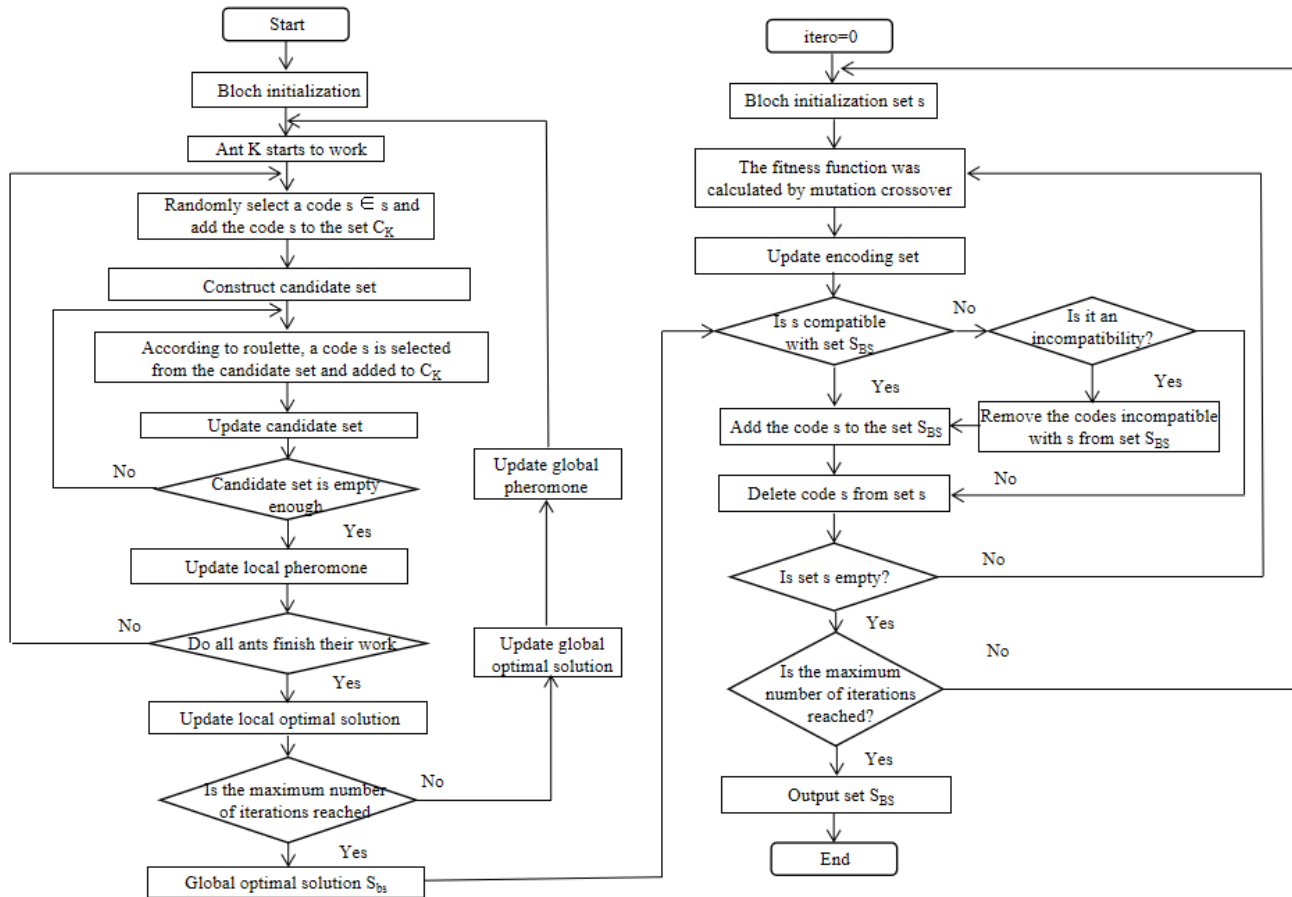 Start
Bloch initialization
Ant K starts to work
Randomly select a code s ∈ s and
add the code s to the set C_K
Construct candidate set
According to roulette, a code s is selected
from the candidate set and added to C_K
Update candidate set
No
Candidate set is empty
enough
Yes
Update local pheromone
No
Do all ants finish their work
Yes
Update local optimal solution
Is the maximum number
of iterations reached
No
Yes
Global optimal solution S_bs
Update global
optimal solution
Update global
pheromone
itero=0
Bloch initialization set s
The fitness function was
calculated by mutation crossover
Update encoding set
Is s compatible
with set S_BS
No
Is it an
incompatibility?
Yes
Yes
Add the code s to the set S_BS
Remove the codes incompatible
with s from set S_BS
No
Delete code s from set s
Is set s empty?
No
Yes
Is the maximum
number of iterations
reached?
No
Yes
Output set S_BS
End